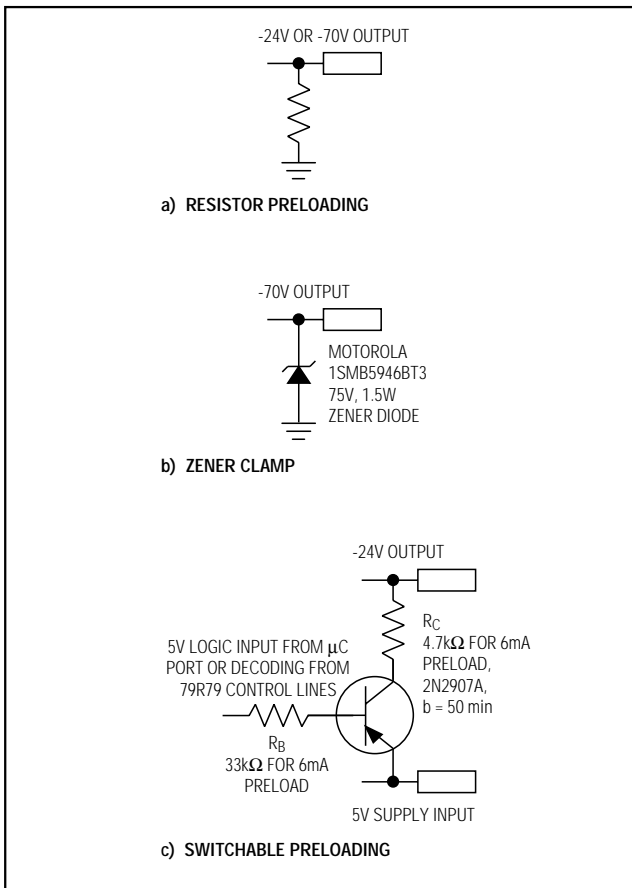 -24V OR -70V OUTPUT
a) RESISTOR PRELOADING
-70V OUTPUT
MOTOROLA
1SMB5946BT3
75V, 1.5W
ZENER DIODE
b) ZENER CLAMP
-24V OUTPUT
RC
4.7kΩ FOR 6mA
PRELOAD,
2N2907A,
b = 50 min
5V LOGIC INPUT FROM µC
PORT OR DECODING FROM
79R79 CONTROL LINES
RB
33kΩ FOR 6mA
PRELOAD
5V SUPPLY INPUT
c) SWITCHABLE PRELOADING